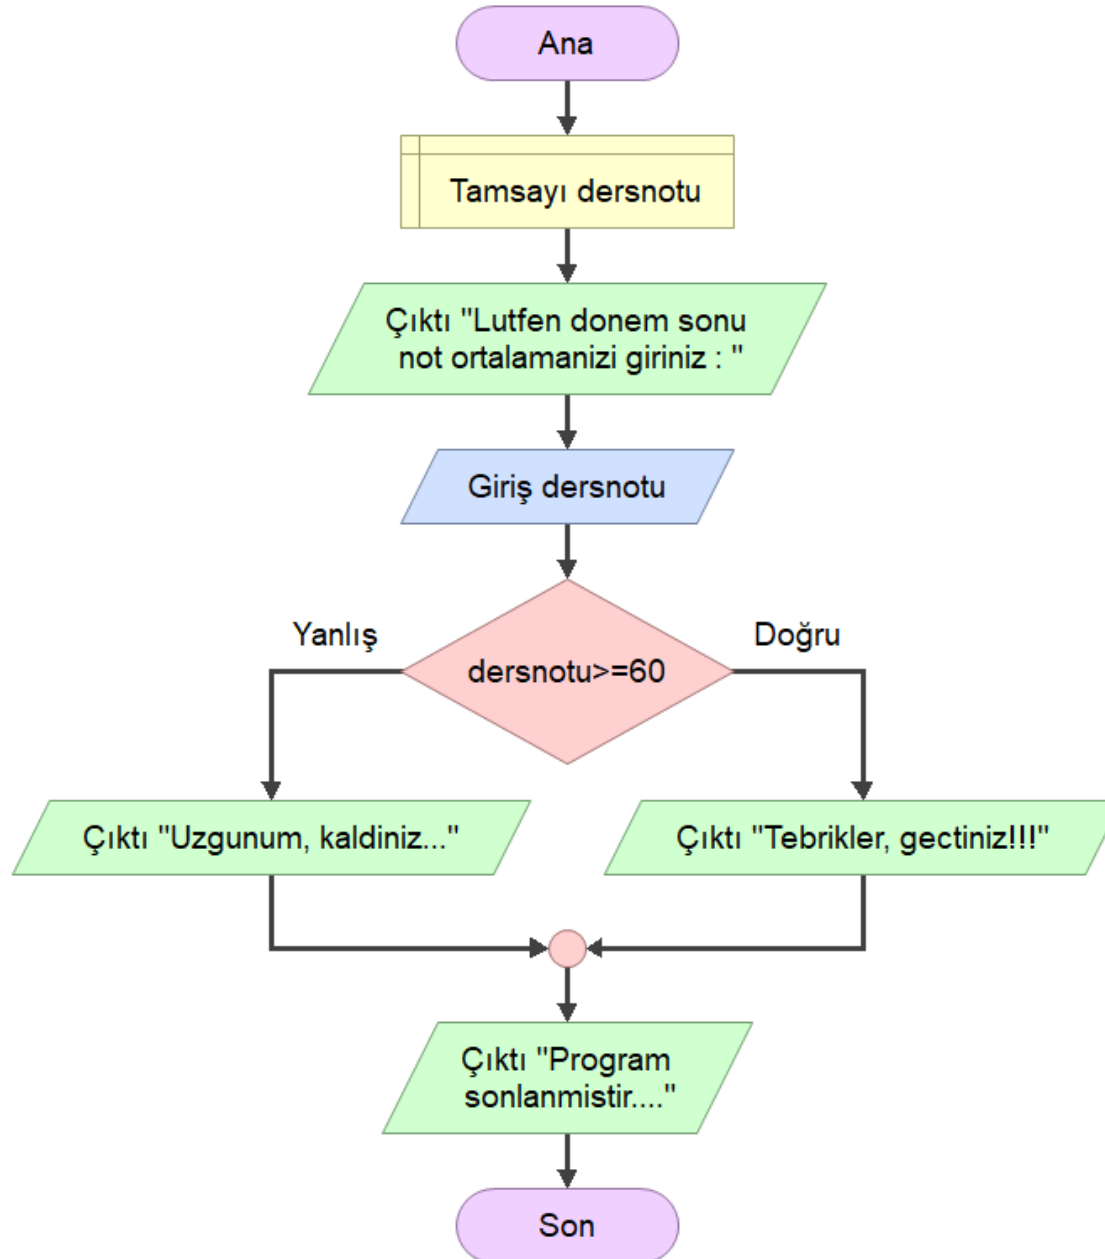 Ana
Tamsayı dersnotu
Çıktı "Lutfen donem sonu
not ortalamanizi giriniz : "
Giriş dersnotu
Yanlış
Doğru
dersnotu>=60
Çıktı "Uzgunum, kaldiniz..."
Çıktı "Tebrikler, gectiniz!!!"
Çıktı "Program
sonlanmistir...."
Son